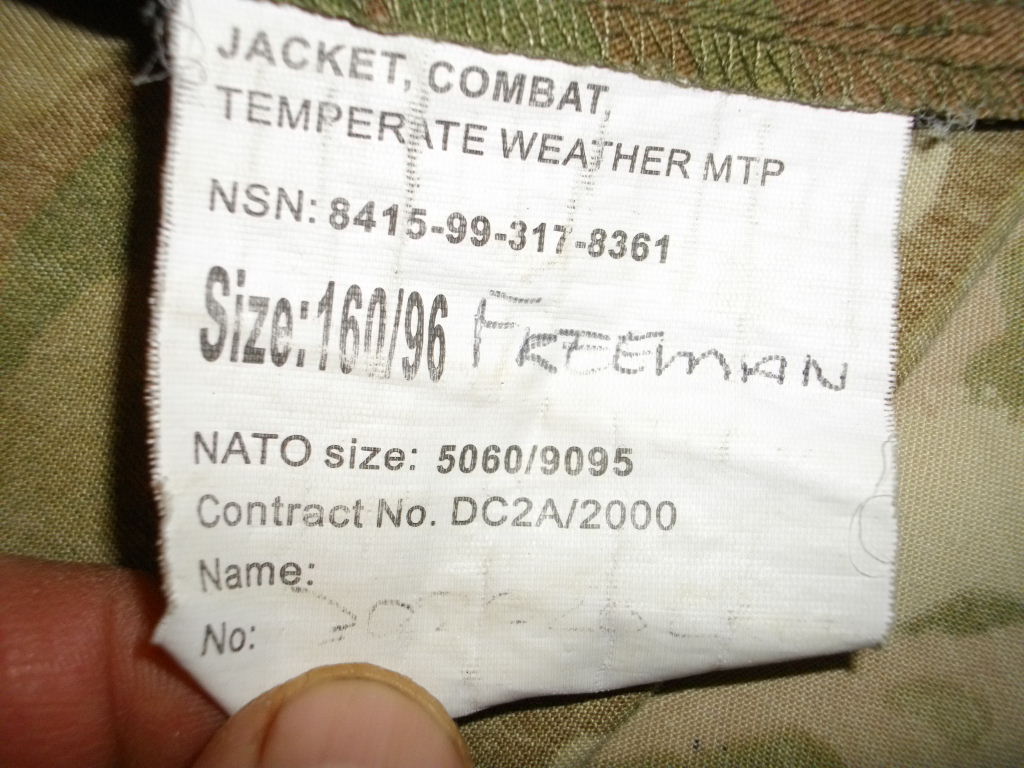 JACKET, COMBAT,
TEMPERATE WEATHER MTP
NSN: 8415-99-317-8361
Size:160/96 FREEMAN
NATO size: 5060/9095
Contract No. DC2A/2000
Name:
No: